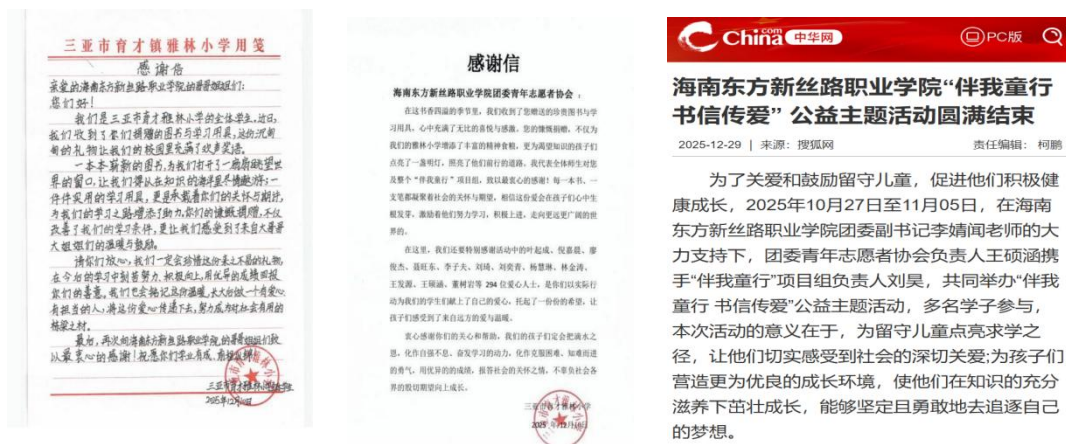 三亚市育才镇雅林小学用笺
感谢信
亲爱的海南东方新丝路职业学院的哥哥姐姐们:
您们好!
我们是三亚市育才雅林小学的全体学生,近日,
我们收到了你们捐赠的图书与学习用具,这份沉甸
甸的礼物让我们的校园里充满了欢声笑语。
一本本崭新的图书,为我们打开了一扇扇眺望世
界的窗口,让我们得以在知识的海洋里尽情遨游;一
件件实用的学习用具,更是承载着你们的关怀与期许,
为我们的学习之路增添了动力。你们的慷慨捐赠,不仅
改善了我们的学习条件,更让我们感受到了来自大哥哥
大姐姐们的温暖与鼓励。
请你们放心,我们一定会珍惜这份来之不易的礼物,
在今后的学习中刻苦努力、积极向上,用优异的成绩回报
你们的善意。我们也会铭记这份温暖,长大后做一个有爱心
有担当的人,将这份爱心传递下去,努力成为对社会有用的
栋梁之材。
最后,再次向海南东方新丝路职业学院的哥哥姐姐们致
以最衷心的感谢!祝愿你们学业有成、
三亚市育才雅林小学
2025年12月
感谢信
海南东方新丝路职业学院团委青年志愿者协会:
在这书香四溢的季节里,我们收到了您赠送的珍贵图书与学
习用具,心中充满了无比的喜悦与感激。您的慷慨捐赠,不仅为
我们的雅林小学增添了丰富的精神食粮,更为渴望知识的孩子们
点亮了一盏明灯,照亮了他们前行的道路。我代表全体师生对您
及整个“伴我童行”项目组,致以最衷心的感谢!每一本书、一
支笔都凝聚着社会的关怀与期望,相信这份爱会在孩子们心中生
根发芽,激励着他们努力学习,积极上进,走向更远更广阔的世
界的。
在这里,我们还要特别感谢活动中的叶起成、倪嘉晨、廖
俊杰、聂旺东、李子夫、刘琦、刘奕青、杨慧琳、林金涛、
王发源、王硕涵、董树岩等 294 位爱心人士,是你们以实际行
动为我们的学生们献上了自己的爱心,托起了一份份的希望,让
孩子们感受到了来自远方的爱与温暖。
衷心感谢你们的关心和帮助,我们的孩子们定会把滴水之
恩,化作自强不息、奋发学习的动力,化作克服困难、知难而进
的勇气,用优异的成绩,报答社会的关怀之情,不辜负社会各
界的殷切期望向上成长。
三亚市育才雅林小学
2025 年 12月
China.com 中华网 PC版
海南东方新丝路职业学院“伴我童行
书信传爱” 公益主题活动圆满结束
2025-12-29 | 来源:搜狐网 责任编辑:柯鹏
为了关爱和鼓励留守儿童,促进他们积极健
康成长,2025年10月27日至11月05日,在海南
东方新丝路职业学院团委副书记李婧闻老师的大
力支持下,团委青年志愿者协会负责人王硕涵携
手“伴我童行”项目组负责人刘昊,共同举办“伴我
童行 书信传爱”公益主题活动,多名学子参与,
本次活动的意义在于,为留守儿童点亮求学之
径,让他们切实感受到社会的深切关爱;为孩子们
营造更为优良的成长环境,使他们在知识的充分
滋养下茁壮成长,能够坚定且勇敢地去追逐自己
的梦想。